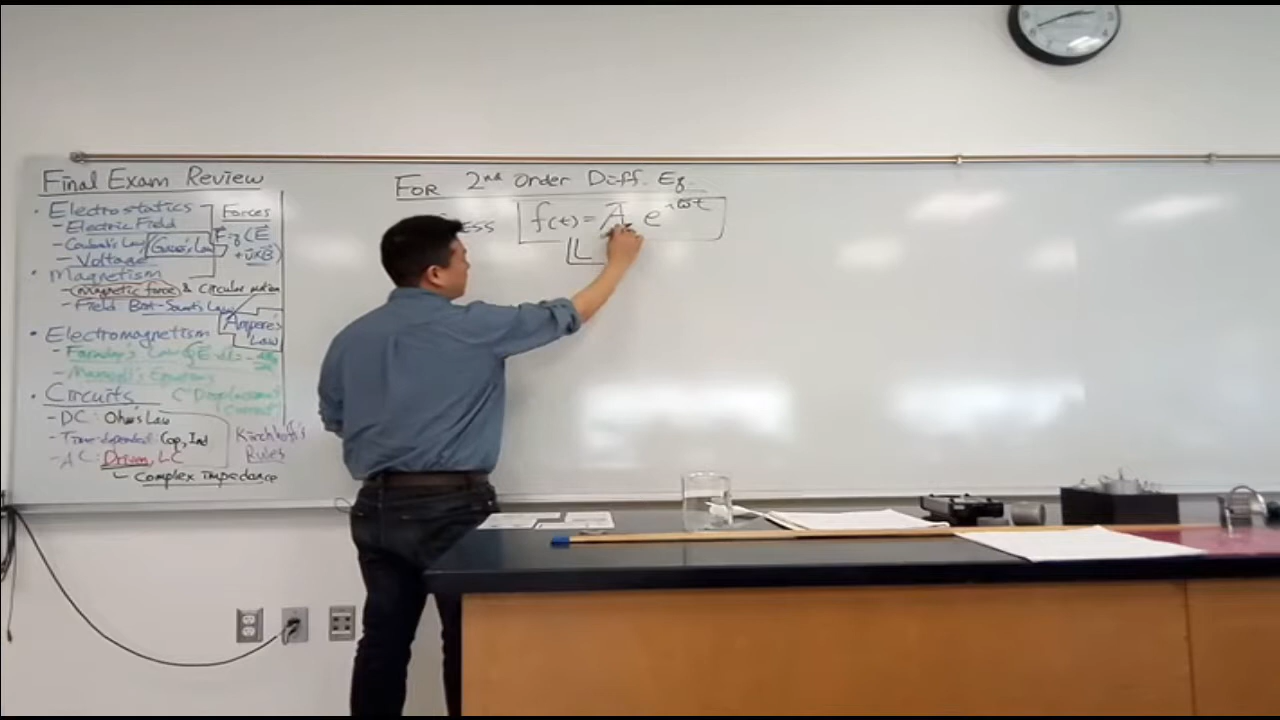 Final Exam Review
• Electrostatics
- Electric Field
- Coulomb's Law
Gauss's Law
- Voltage
Forces
F=q(E
+v×B)
• Magnetism
- magnetic force & Circular motion
- Field: Biot-Savart's Law
Ampere's
Law
• Electromagnetism
- Faraday's Law
- Maxwell's Equations
("Displacement
Current"
• Circuits
- DC: Ohm's Law
- Time-dependent: Cap, Ind
- AC: Driven, LC
Complex impedance
Kirchhoff's
Rules
For 2nd Order Diff. Eq.
f(t) = A e